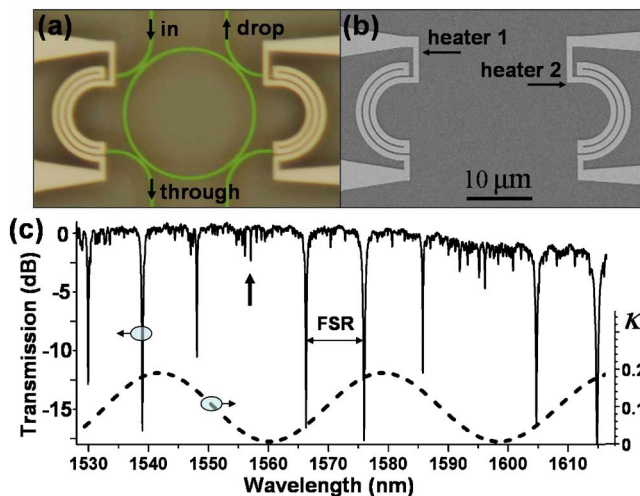 (a) in drop
through
(b) heater 1
heater 2
10 μm
(c)
Transmission (dB)
0
-5
-10
-15
FSR
κ
0.2
0.1
0
1530 1540 1550 1560 1570 1580 1590 1600 1610
Wavelength (nm)